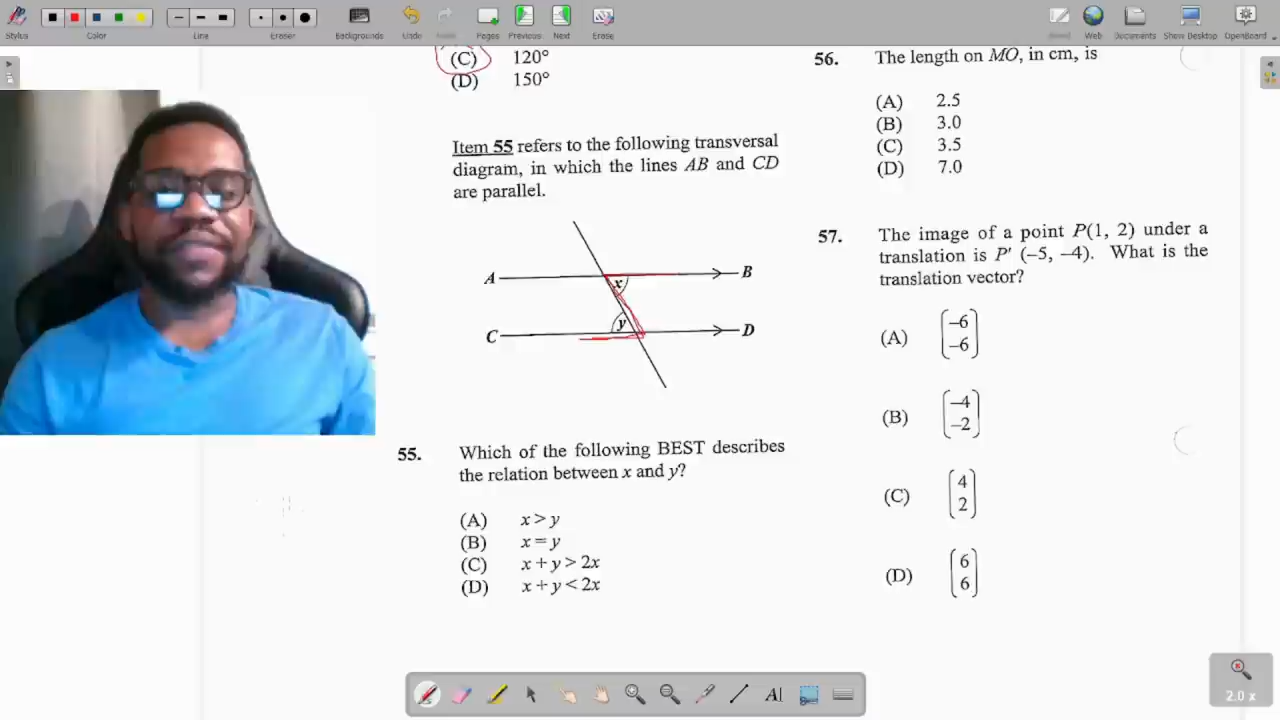 Stylus
Color
Line
Eraser
Backgrounds
Undo
Pages
Previous
Next
Erase
Web
Documents
Show Desktop
OpenBoard
(C) 120°
(D) 150°
Item 55 refers to the following transversal
diagram, in which the lines AB and CD
are parallel.
A
B
x
y
C
D
55. Which of the following BEST describes
the relation between x and y?
(A) x > y
(B) x = y
(C) x + y > 2x
(D) x + y < 2x
56. The length on MO, in cm, is
(A) 2.5
(B) 3.0
(C) 3.5
(D) 7.0
57. The image of a point P(1, 2) under a
translation is P′ (–5, –4). What is the
translation vector?
(A) –6
–6
(B) –4
–2
(C) 4
2
(D) 6
6
AI
2.0 x